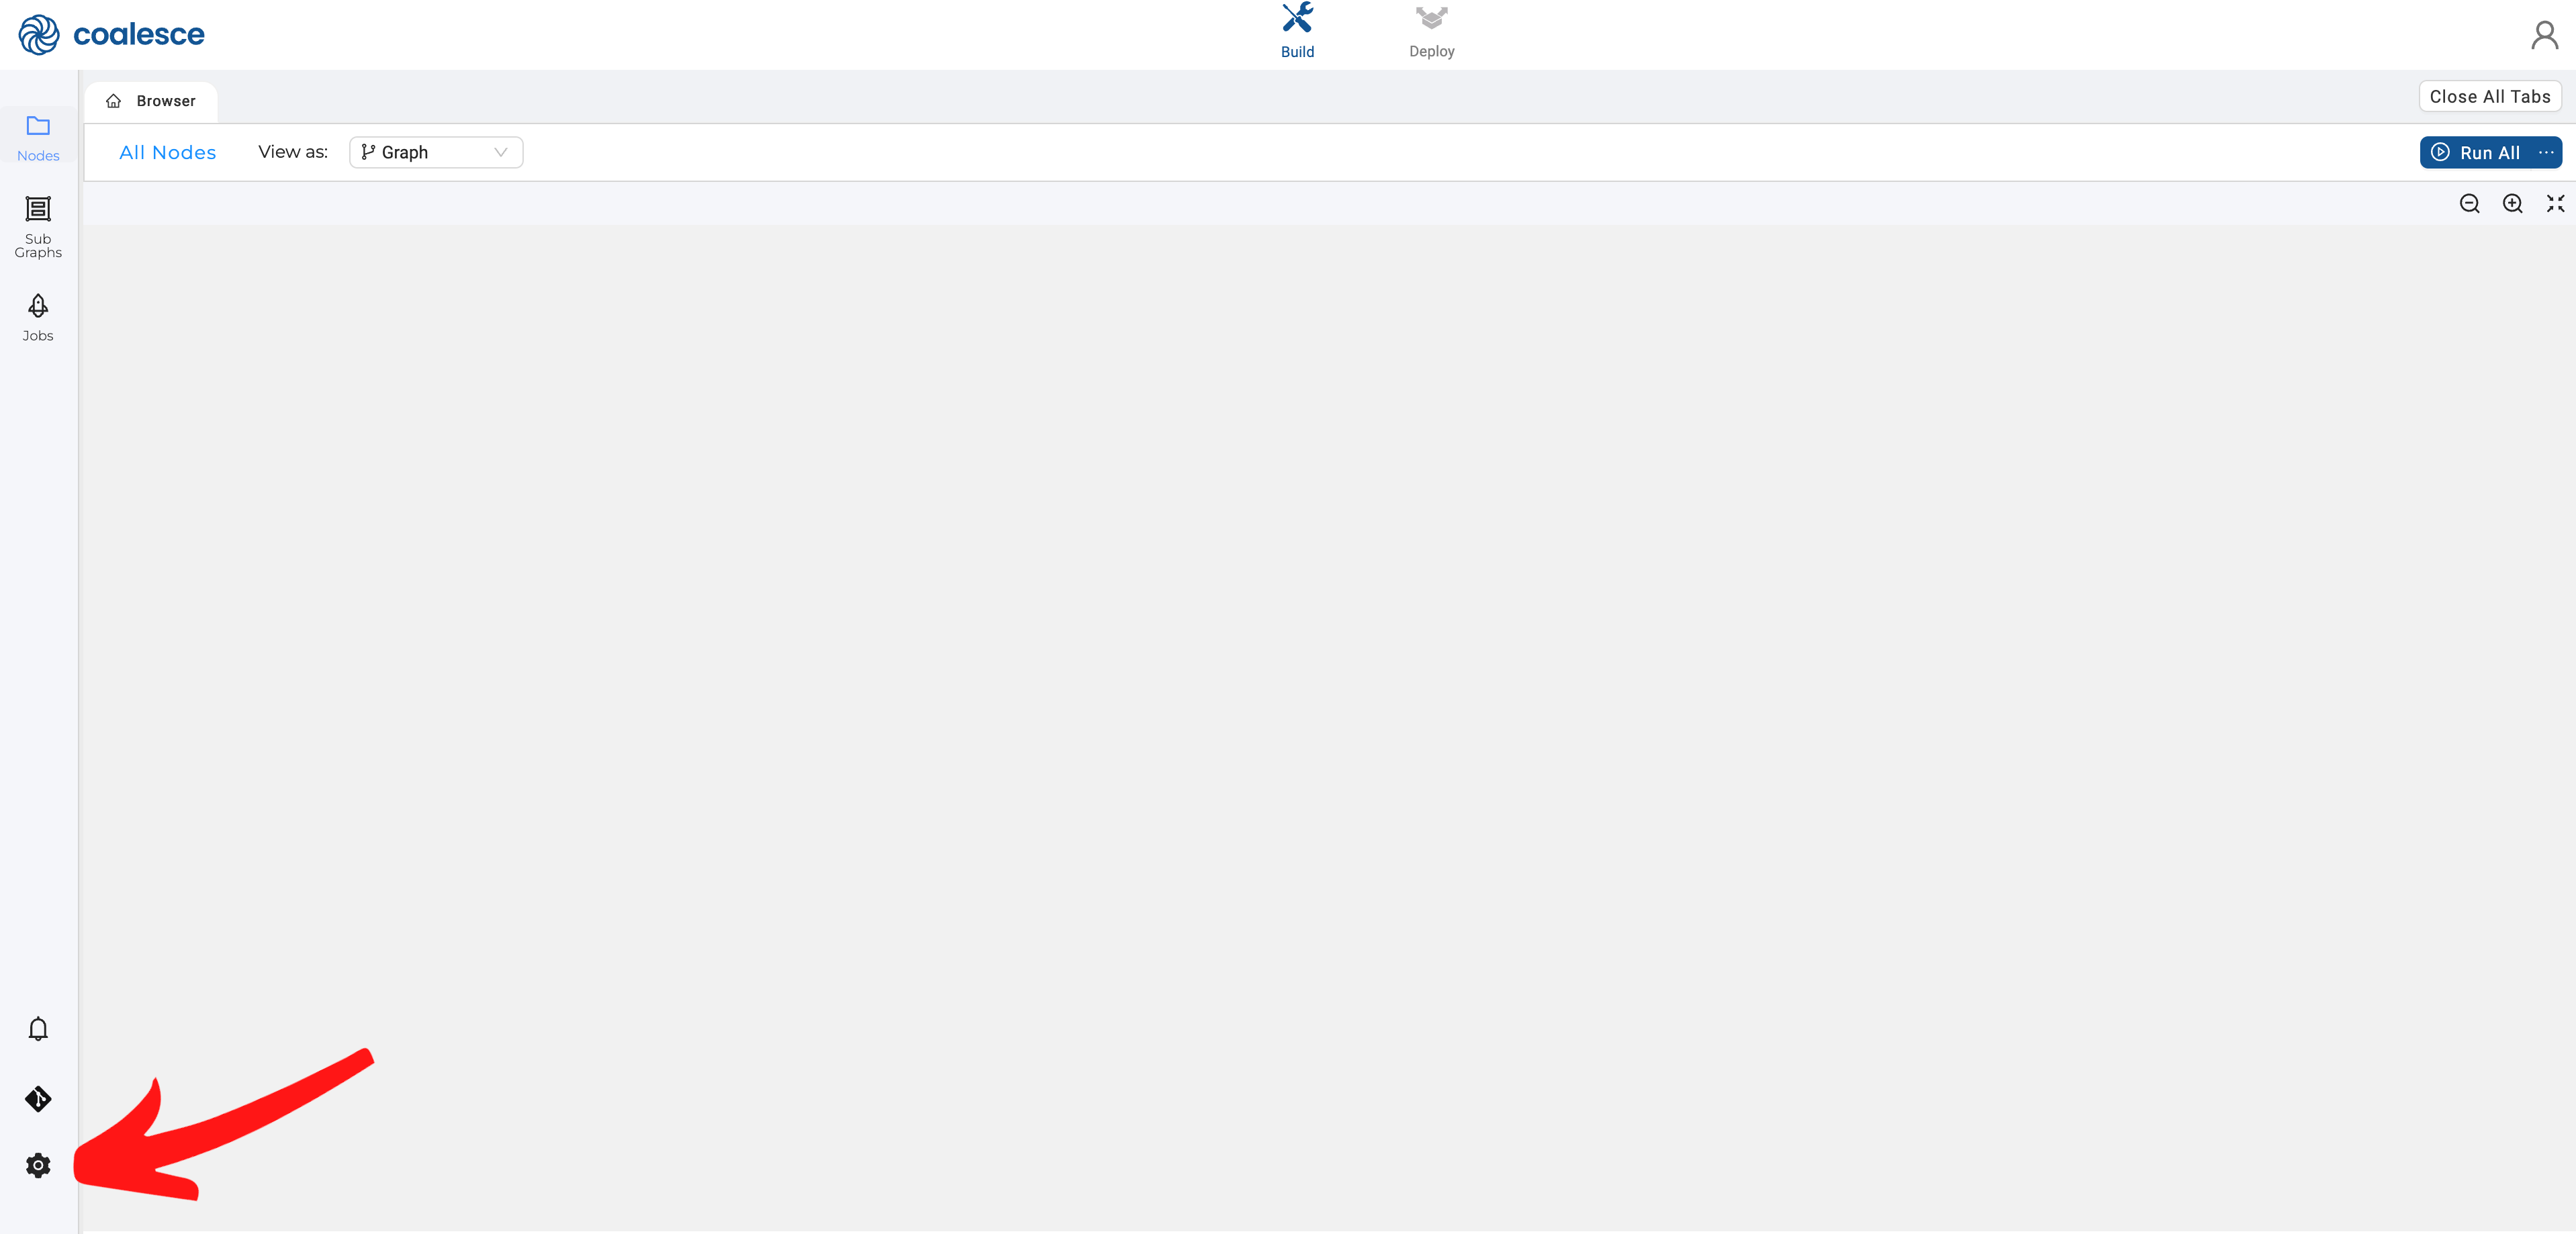 coalesce
Build
Deploy
Browser
Close All Tabs
Nodes
All Nodes
View as:
Graph
Run All
Sub
Graphs
Jobs